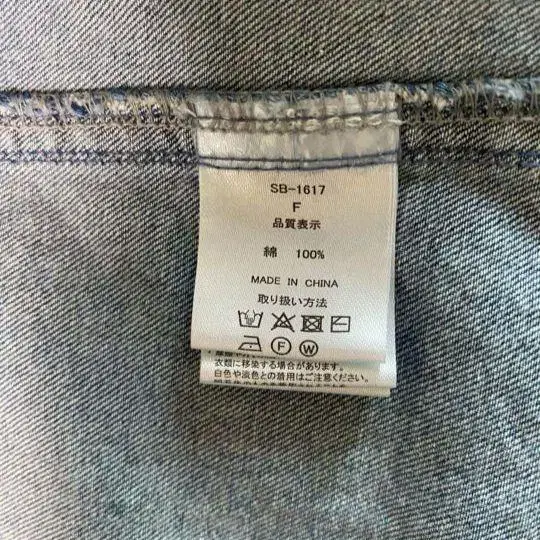 SB-1617
F
品質表示
綿 100%
MADE IN CHINA
取り扱い方法
F W
衣類に移染する場合があります。
白色や淡色との着用はご注意ください。